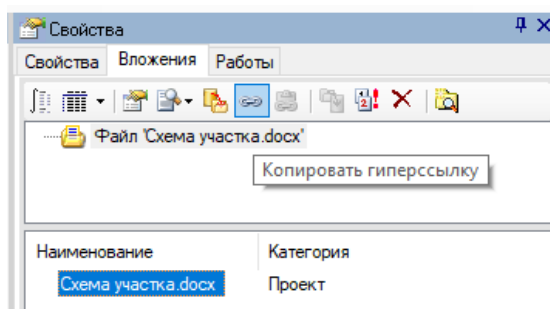 Свойства
Свойства Вложения Работы
Файл 'Схема участка.docx'
Копировать гиперссылку
Наименование Категория
Схема участка.docx Проект